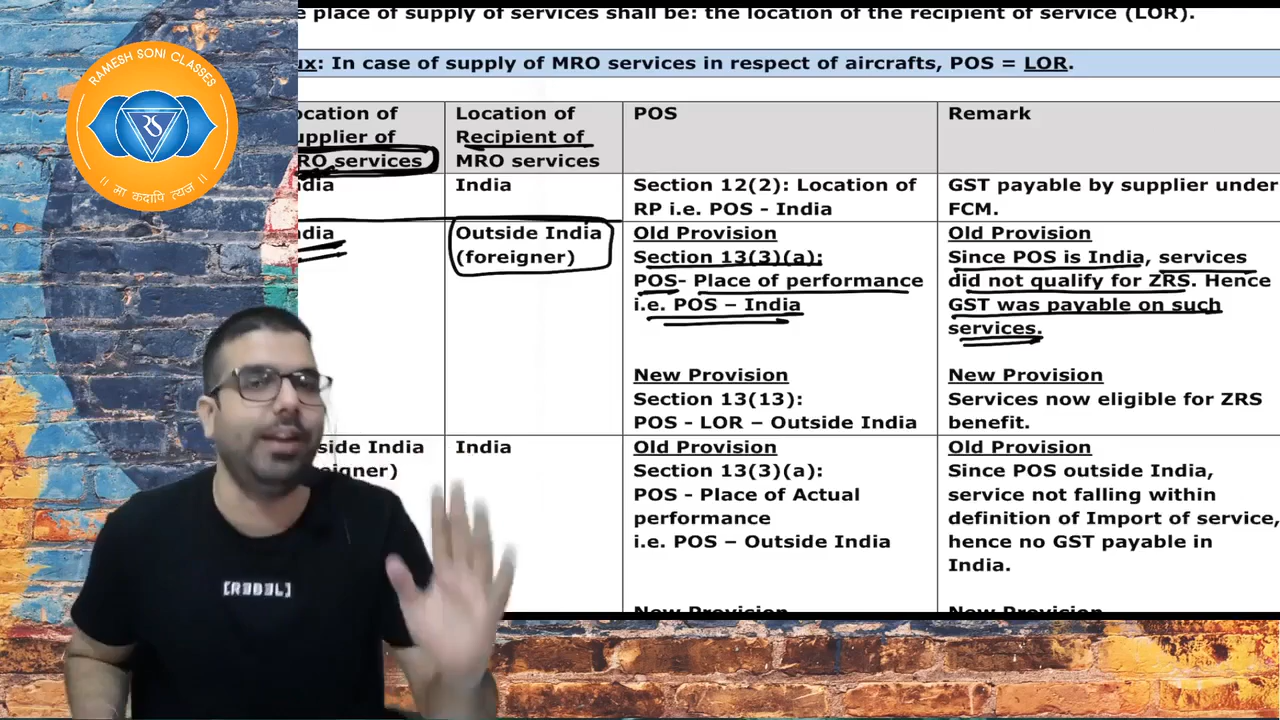 RAMESH SONI CLASSES
RS
॥ मा कदापि त्यज ॥
e place of supply of services shall be: the location of the recipient of service (LOR).
ux: In case of supply of MRO services in respect of aircrafts, POS = LOR.
ocation of
upplier of
RO services
Location of
Recipient of
MRO services
POS
Remark
ndia
India
Section 12(2): Location of
RP i.e. POS - India
GST payable by supplier under
FCM.
ndia
Outside India
(foreigner)
Old Provision
Section 13(3)(a):
POS- Place of performance
i.e. POS – India
New Provision
Section 13(13):
POS - LOR – Outside India
Old Provision
Since POS is India, services
did not qualify for ZRS. Hence
GST was payable on such
services.
New Provision
Services now eligible for ZRS
benefit.
side India
eigner)
India
Old Provision
Section 13(3)(a):
POS - Place of Actual
performance
i.e. POS – Outside India
New Provision
Old Provision
Since POS outside India,
service not falling within
definition of Import of service,
hence no GST payable in
India.
New Provision
[REBEL]